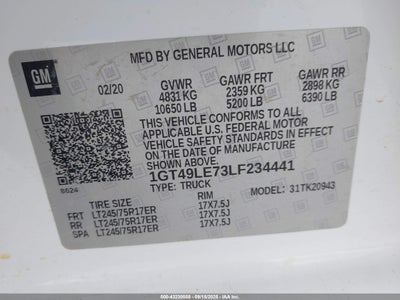 MFD BY GENERAL MOTORS LLC
GM
02/20
GVWR GAWR FRT GAWR RR
4831 KG 2359 KG 2898 KG
10650 LB 5200 LB 6390 LB
THIS VEHICLE CONFORMS TO ALL
APPLICABLE U.S. FEDERAL MOTOR
VEHICLE SAFETY STANDARDS IN EFFECT
ON THE DATE OF MANUFACTURE
SHOWN ABOVE.
1GT49LE73LF234441
TYPE: TRUCK MODEL: 31TK20943
8624
TIRE SIZE RIM
FRT LT245/75R17ER 17X7.5J
RR LT245/75R17ER 17X7.5J
SPA LT245/75R17ER 17X7.5J